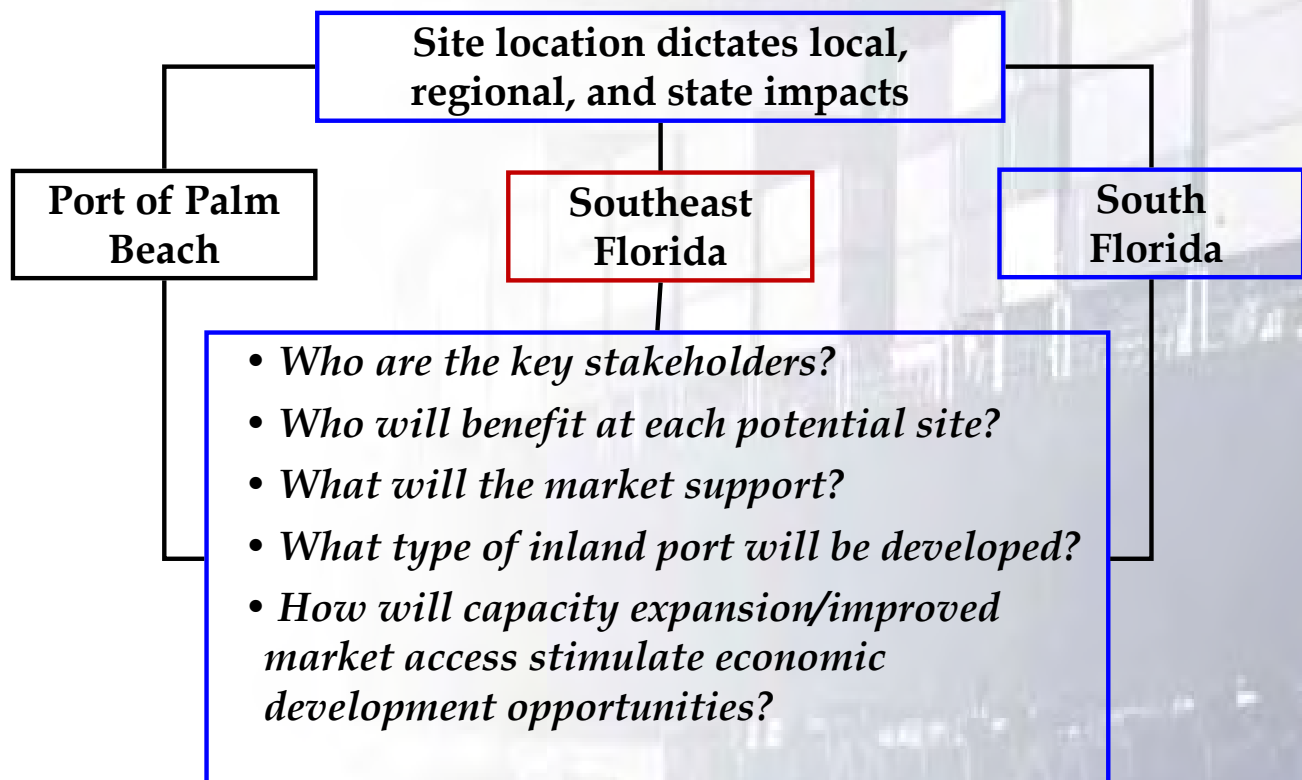 Site location dictates local,
regional, and state impacts
Port of Palm
Beach
Southeast
Florida
South
Florida
• Who are the key stakeholders?
• Who will benefit at each potential site?
• What will the market support?
• What type of inland port will be developed?
• How will capacity expansion/improved
market access stimulate economic
development opportunities?